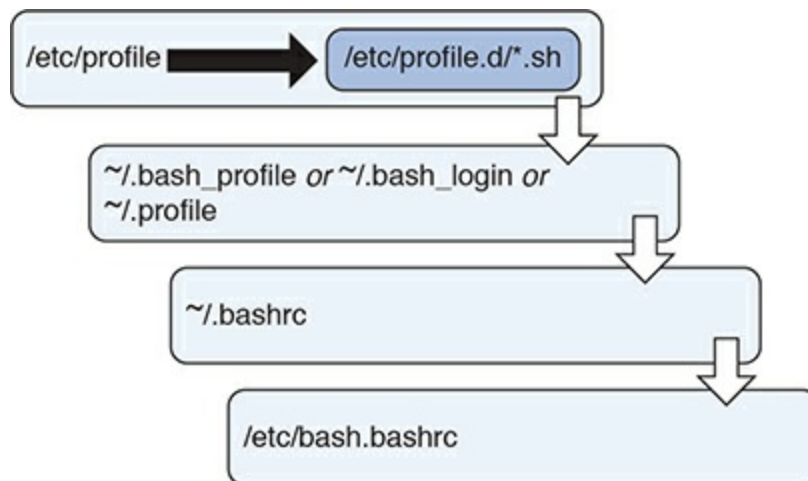 /etc/profile
/etc/profile.d/*.sh
~/.bash_profile or ~/.bash_login or
~/.profile
~/.bashrc
/etc/bash.bashrc